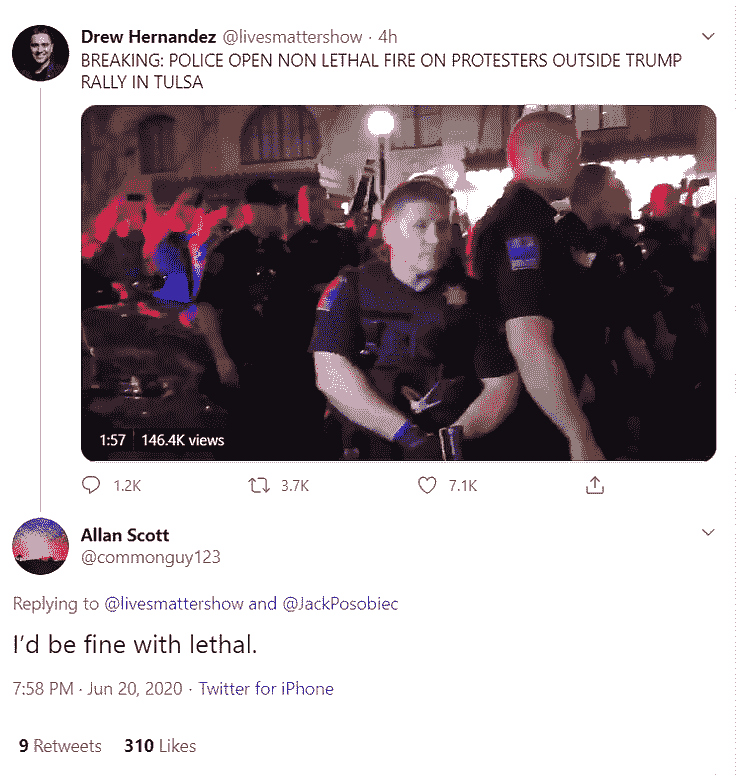 Drew Hernandez @livesmattershow · 4h
BREAKING: POLICE OPEN NON LETHAL FIRE ON PROTESTERS OUTSIDE TRUMP
RALLY IN TULSA
1:57 146.4K views
1.2K 3.7K 7.1K
Allan Scott
@commonguy123
Replying to @livesmattershow and @JackPosobiec
I'd be fine with lethal.
7:58 PM · Jun 20, 2020 · Twitter for iPhone
9 Retweets 310 Likes